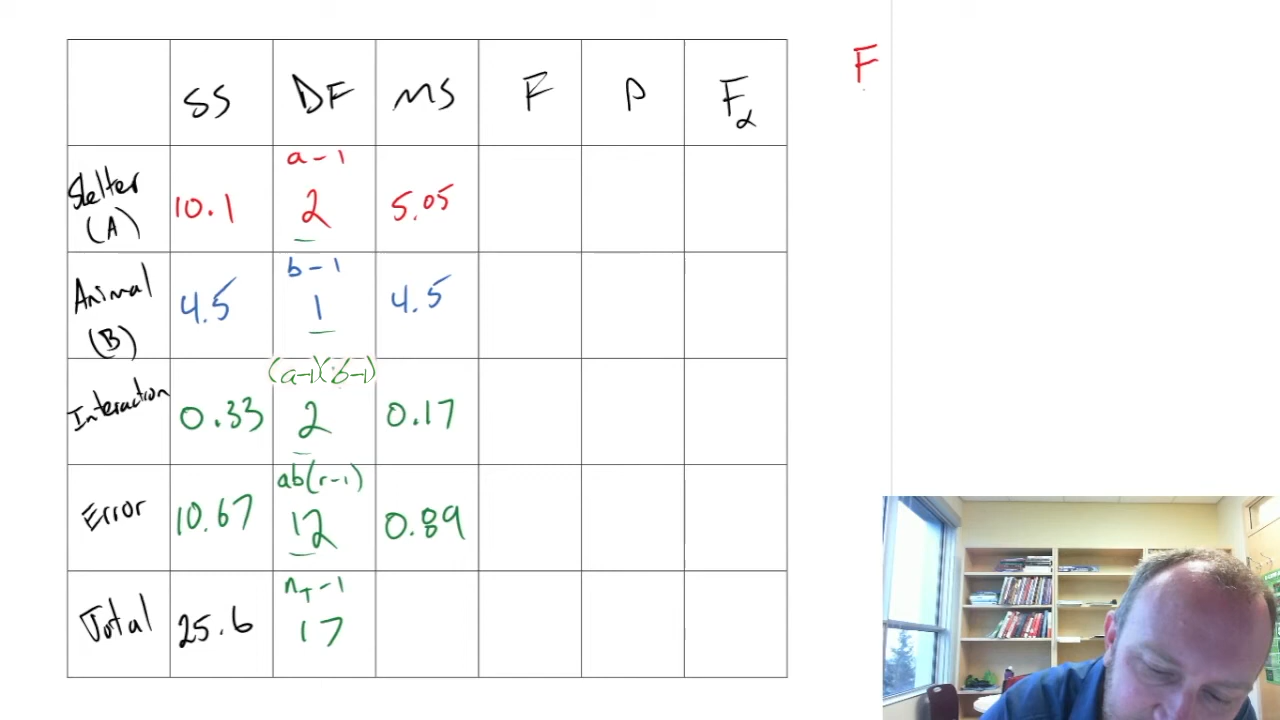 SS DF MS F P Fα
F
Shelter (A) 10.1 a-1 2 5.05
Animal (B) 4.5 b-1 1 4.5
Interaction 0.33 (a-1)(b-1) 2 0.17
Error 10.67 ab(r-1) 12 0.89
Total 25.6 nT-1 17